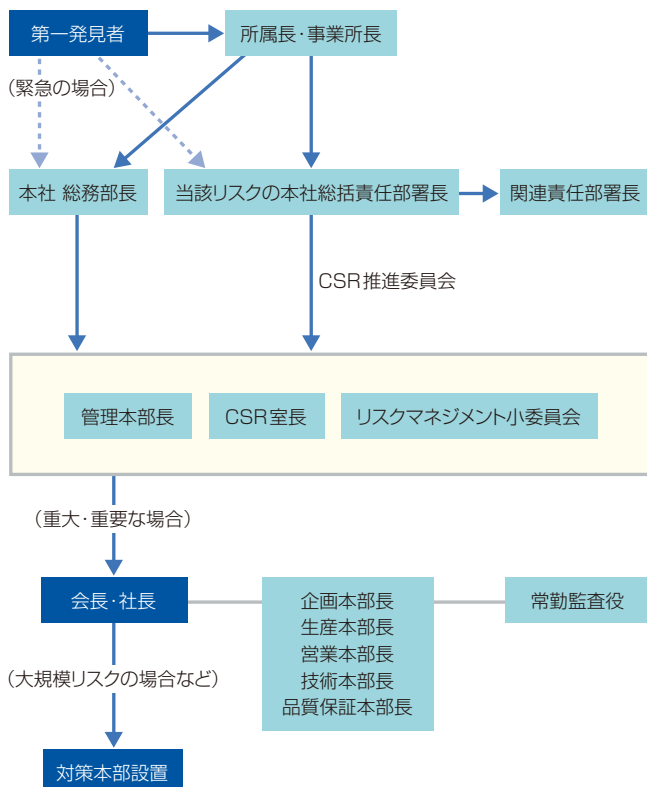 第一発見者
所属長・事業所長
（緊急の場合）
本社 総務部長
当該リスクの本社総括責任部署長
関連責任部署長
CSR推進委員会
管理本部長
CSR室長
リスクマネジメント小委員会
（重大・重要な場合）
会長・社長
企画本部長
生産本部長
営業本部長
技術本部長
品質保証本部長
常勤監査役
（大規模リスクの場合など）
対策本部設置